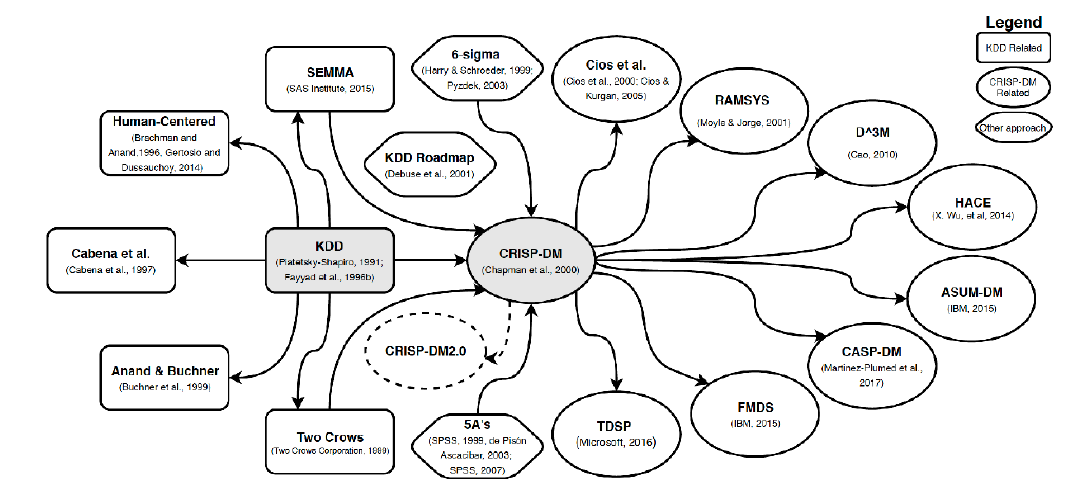 Legend
KDD Related
CRISP-DM
Related
Other approach
SEMMA
(SAS Institute, 2015)
6-sigma
(Harry & Schroeder, 1999;
Pyzdek, 2003)
Cios et al.
(Cios et al., 2003; Cios &
Kurgan, 2005)
RAMSYS
(Moyle & Jorge, 2001)
Human-Centered
(Brachman and
Anand,1996, Gertosio and
Dussauchoy, 2014)
KDD Roadmap
(Debuse et al., 2001)
D^3M
(Cao, 2010)
HACE
(X. Wu, et al, 2014)
Cabena et al.
(Cabena et al., 1997)
KDD
(Piatetsky-Shapiro, 1991;
Fayyad et al., 1996b)
CRISP-DM
(Chapman et al., 2000)
ASUM-DM
(IBM, 2015)
CRISP-DM2.0
CASP-DM
(Martinez-Plumed et al.,
2017)
Anand & Buchner
(Buchner et al., 1999)
FMDS
(IBM, 2015)
Two Crows
(Two Crows Corporation, 1999)
5A's
(SPSS, 1999, de Pisón
Ascacibar, 2003;
SPSS, 2007)
TDSP
(Microsoft, 2016)